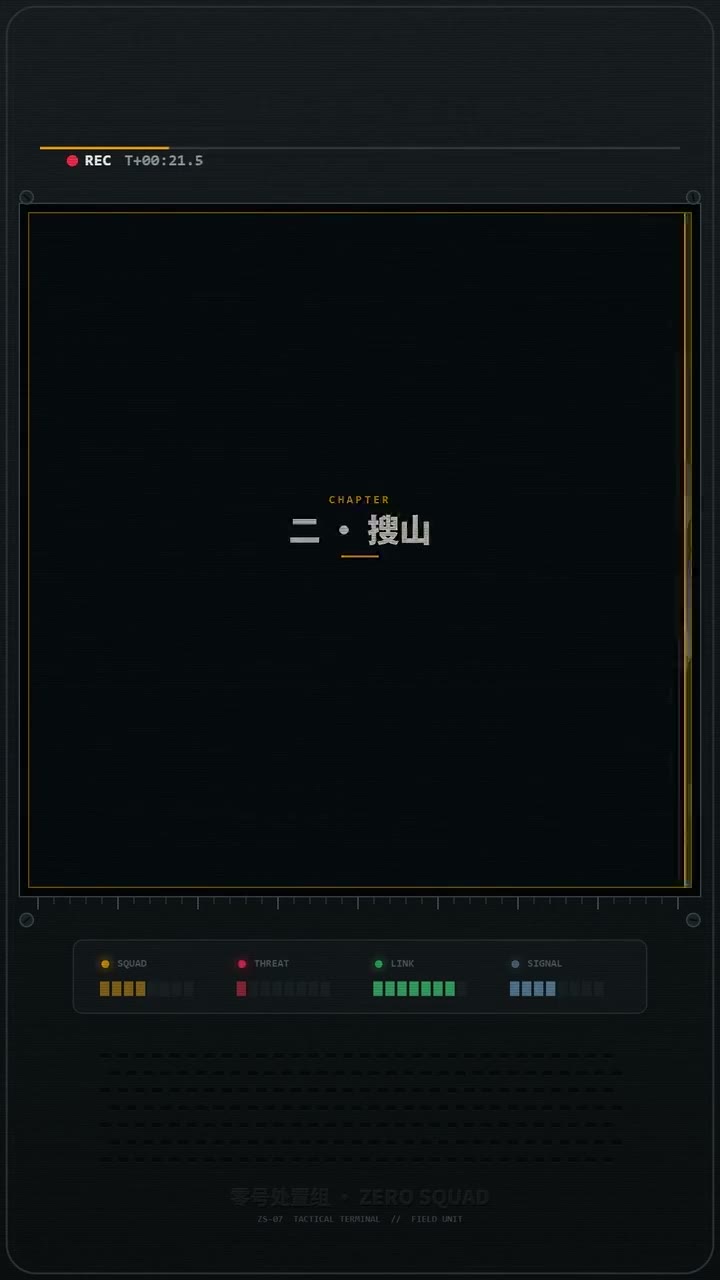 REC T+00:21.5
CHAPTER
二・搜山
SQUAD THREAT LINK SIGNAL
零号处置组・ZERO SQUAD
ZS-07 TACTICAL TERMINAL // FIELD UNIT